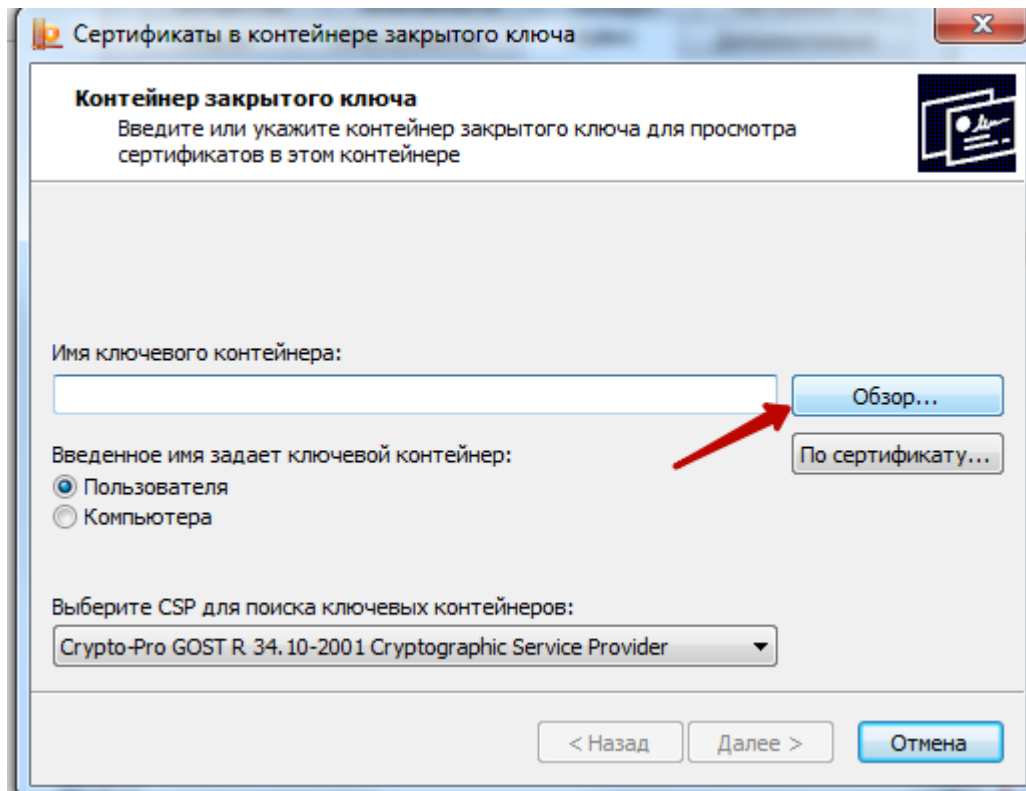 Сертификаты в контейнере закрытого ключа
Контейнер закрытого ключа
Введите или укажите контейнер закрытого ключа для просмотра
сертификатов в этом контейнере
Имя ключевого контейнера:
Обзор...
По сертификату...
Введенное имя задает ключевой контейнер:
Пользователя
Компьютера
Выберите CSP для поиска ключевых контейнеров:
Crypto-Pro GOST R 34.10-2001 Cryptographic Service Provider
< Назад
Далее >
Отмена